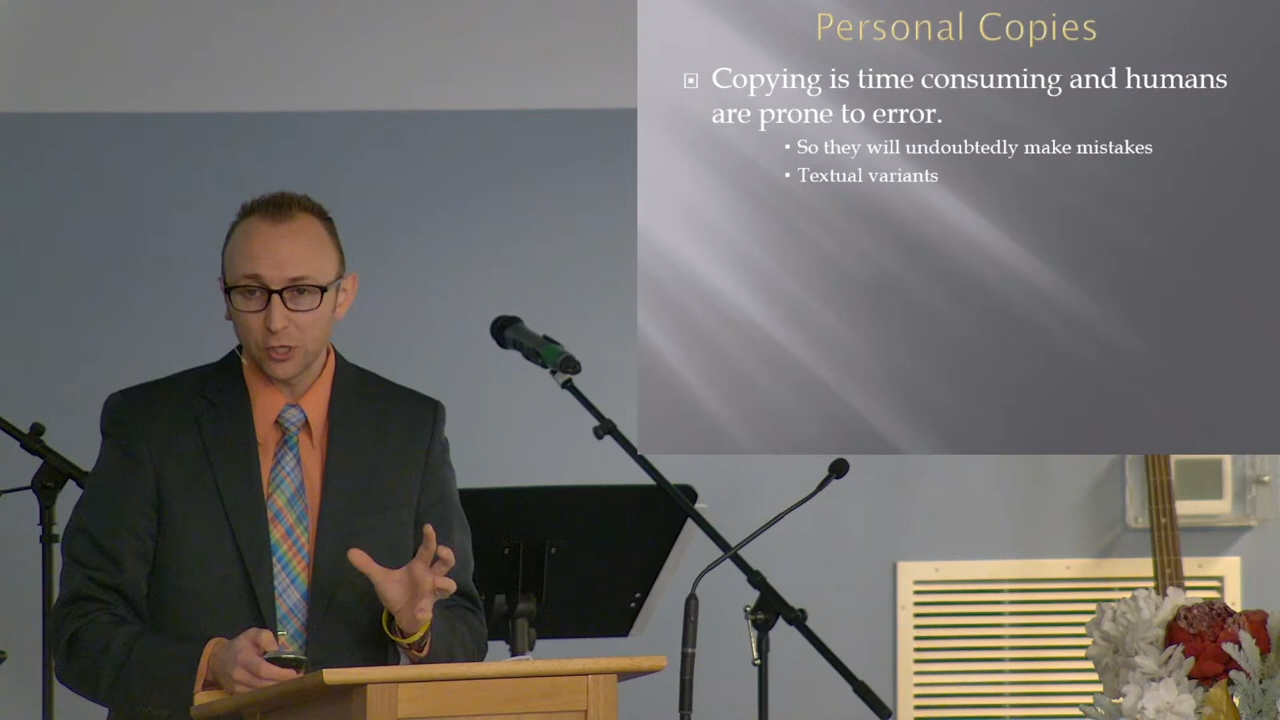 Personal Copies
Copying is time consuming and humans
are prone to error.
So they will undoubtedly make mistakes
Textual variants